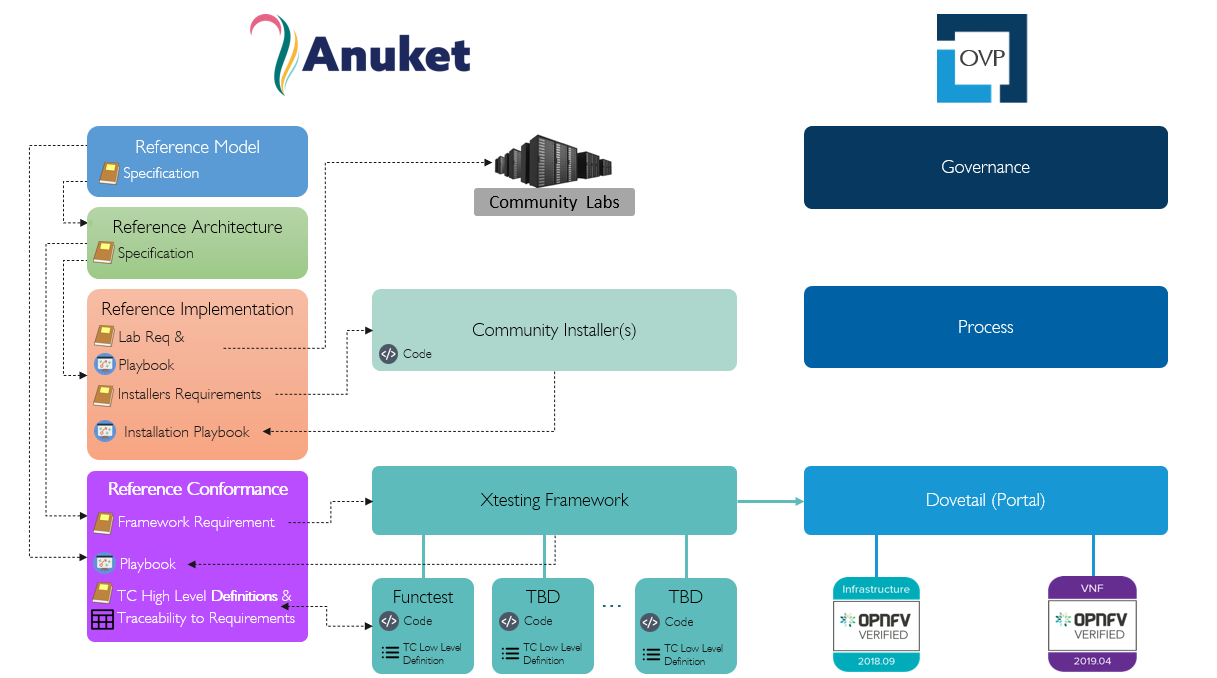 Anuket
OVP
Reference Model
Specification
Reference Architecture
Specification
Reference Implementation
Lab Req &
Playbook
Installers Requirements
Installation Playbook
Reference Conformance
Framework Requirement
Playbook
TC High Level Definitions &
Traceability to Requirements
Community Labs
Community Installer(s)
</> Code
Xtesting Framework
Functest
</> Code
TC Low Level
Definition
TBD
</> Code
TC Low Level
Definition
...
TBD
</> Code
TC Low Level
Definition
Governance
Process
Dovetail (Portal)
Infrastructure
OPNFV
VERIFIED
2018.09
VNF
OPNFV
VERIFIED
2019.04